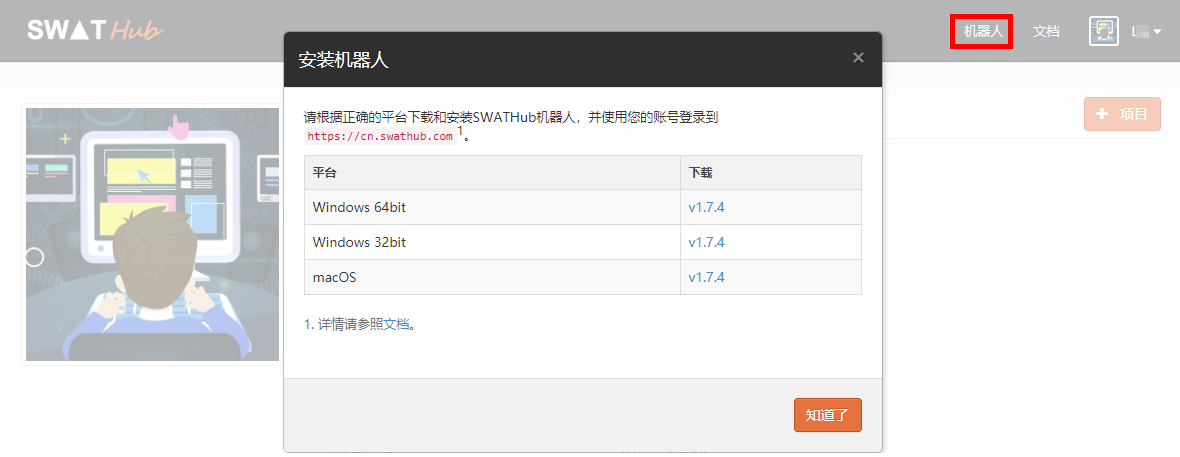 SWAT Hub
机器人
文档
安装机器人
×
请根据正确的平台下载和安装SWATHub机器人，并使用您的账号登录到
https://cn.swathub.com 1。
+ 项目
平台 下载
Windows 64bit v1.7.4
Windows 32bit v1.7.4
macOS v1.7.4
1. 详情请参照文档。
知道了